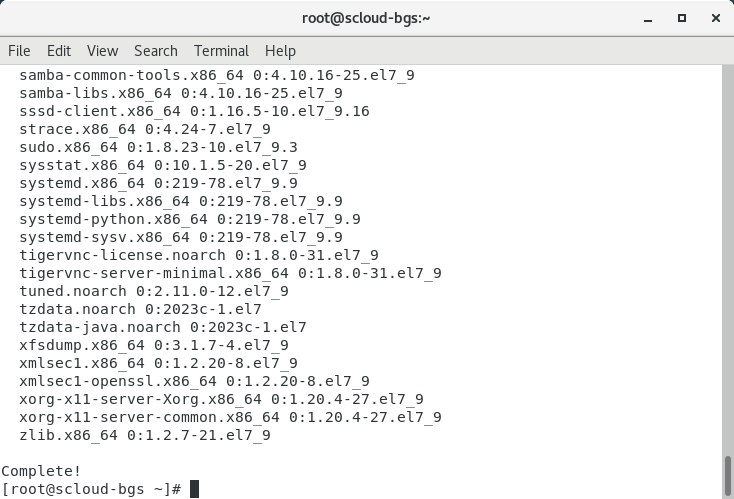 root@scloud-bgs:~
File Edit View Search Terminal Help
samba-common-tools.x86_64 0:4.10.16-25.el7_9
samba-libs.x86_64 0:4.10.16-25.el7_9
sssd-client.x86_64 0:1.16.5-10.el7_9.16
strace.x86_64 0:4.24-7.el7_9
sudo.x86_64 0:1.8.23-10.el7_9.3
sysstat.x86_64 0:10.1.5-20.el7_9
systemd.x86_64 0:219-78.el7_9.9
systemd-libs.x86_64 0:219-78.el7_9.9
systemd-python.x86_64 0:219-78.el7_9.9
systemd-sysv.x86_64 0:219-78.el7_9.9
tigervnc-license.noarch 0:1.8.0-31.el7_9
tigervnc-server-minimal.x86_64 0:1.8.0-31.el7_9
tuned.noarch 0:2.11.0-12.el7_9
tzdata.noarch 0:2023c-1.el7
tzdata-java.noarch 0:2023c-1.el7
xfsdump.x86_64 0:3.1.7-4.el7_9
xmlsec1.x86_64 0:1.2.20-8.el7_9
xmlsec1-openssl.x86_64 0:1.2.20-8.el7_9
xorg-x11-server-Xorg.x86_64 0:1.20.4-27.el7_9
xorg-x11-server-common.x86_64 0:1.20.4-27.el7_9
zlib.x86_64 0:1.2.7-21.el7_9
Complete!
[root@scloud-bgs ~]#